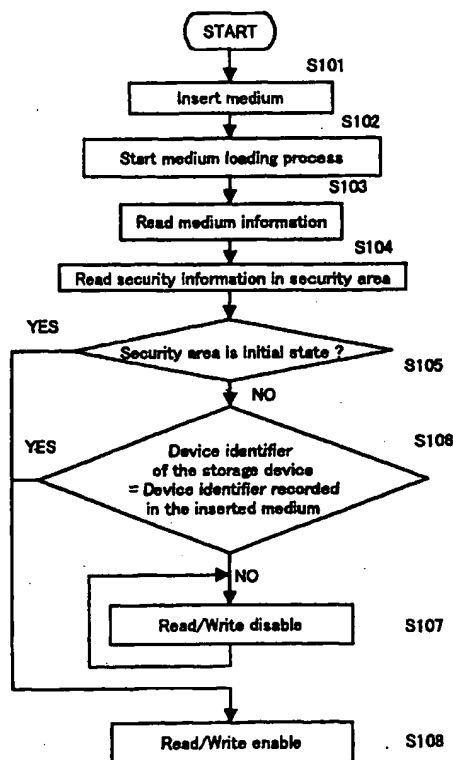 START
S101
Insert medium
S102
Start medium loading process
S103
Read medium information
S104
Read security information in security area
YES
Security area is initial state ?
S105
NO
YES
S108
Device identifier
of the storage device
= Device identifier recorded
in the inserted medium
NO
Read/Write disable
S107
Read/Write enable
S108